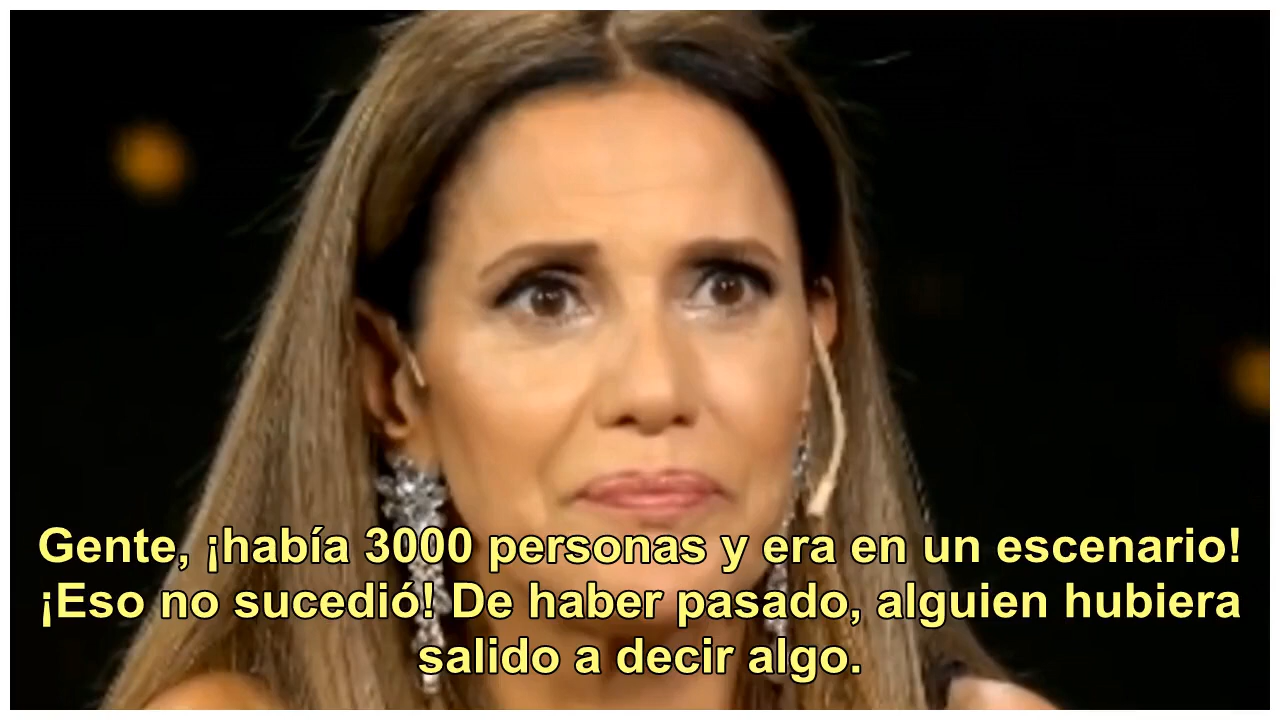 Gente, ¡había 3000 personas y era en un escenario!
¡Eso no sucedió! De haber pasado, alguien hubiera
salido a decir algo.